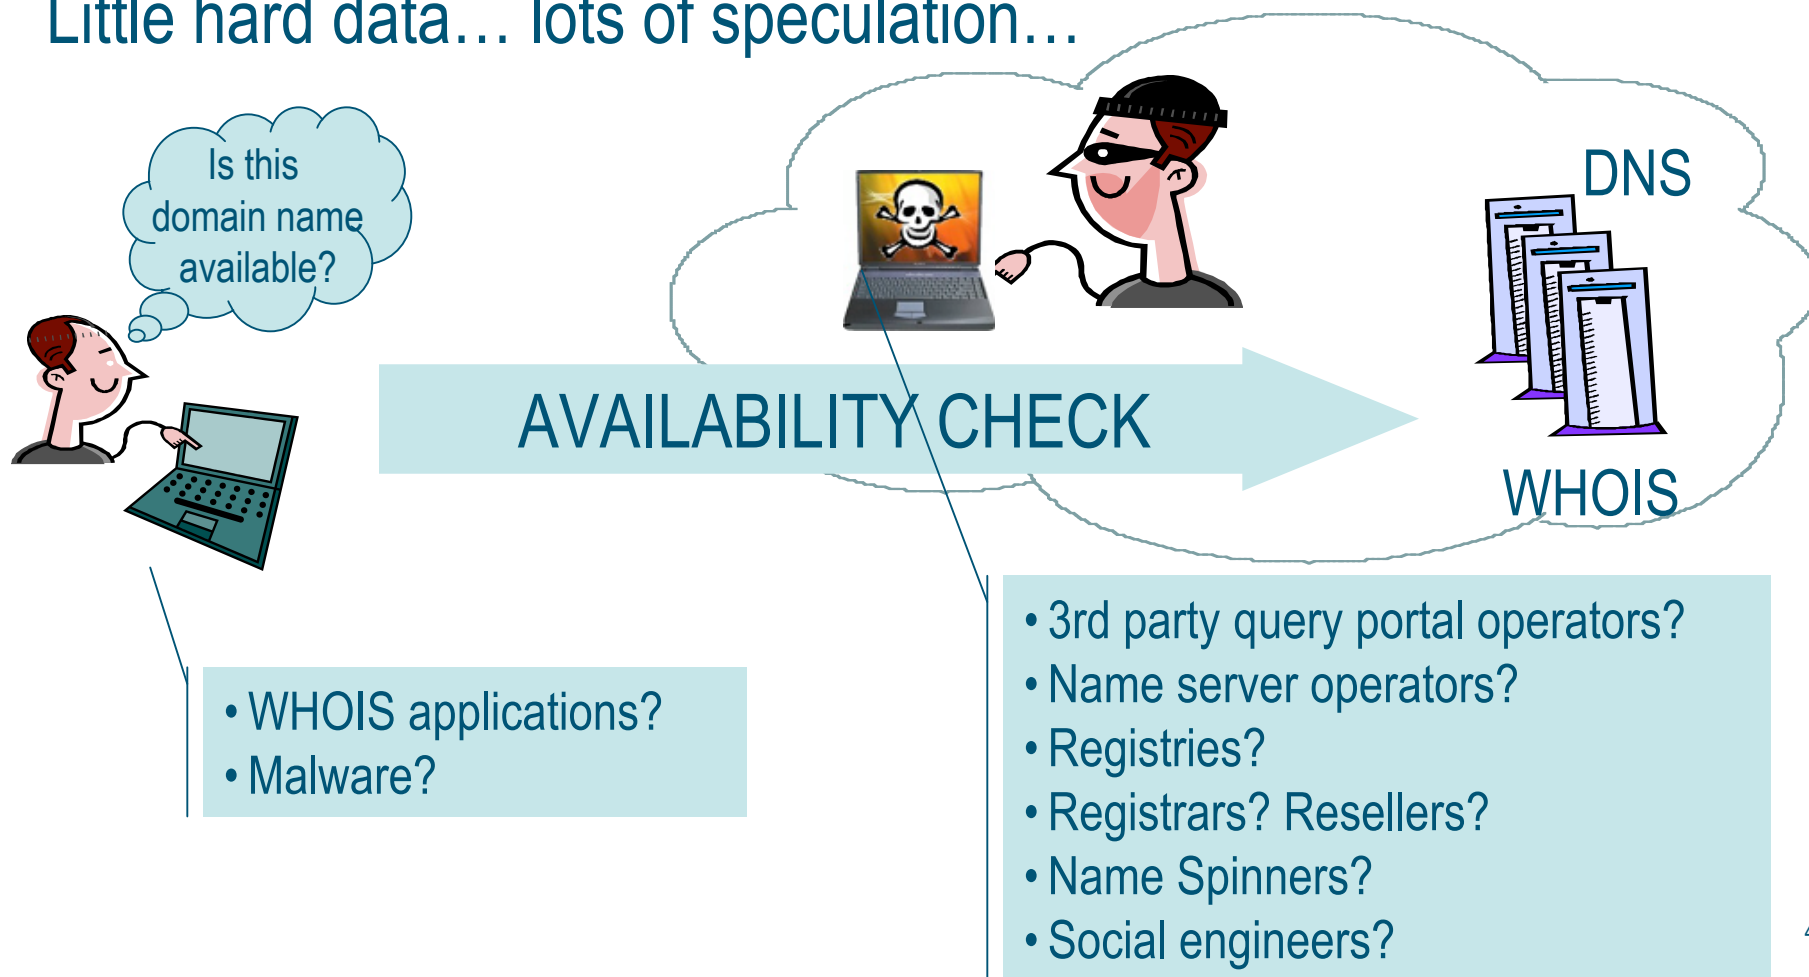 Little hard data… lots of speculation…
Is this
domain name
available?
DNS
AVAILABILITY CHECK
WHOIS
• WHOIS applications?
• Malware?
• 3rd party query portal operators?
• Name server operators?
• Registries?
• Registrars? Resellers?
• Name Spinners?
• Social engineers?